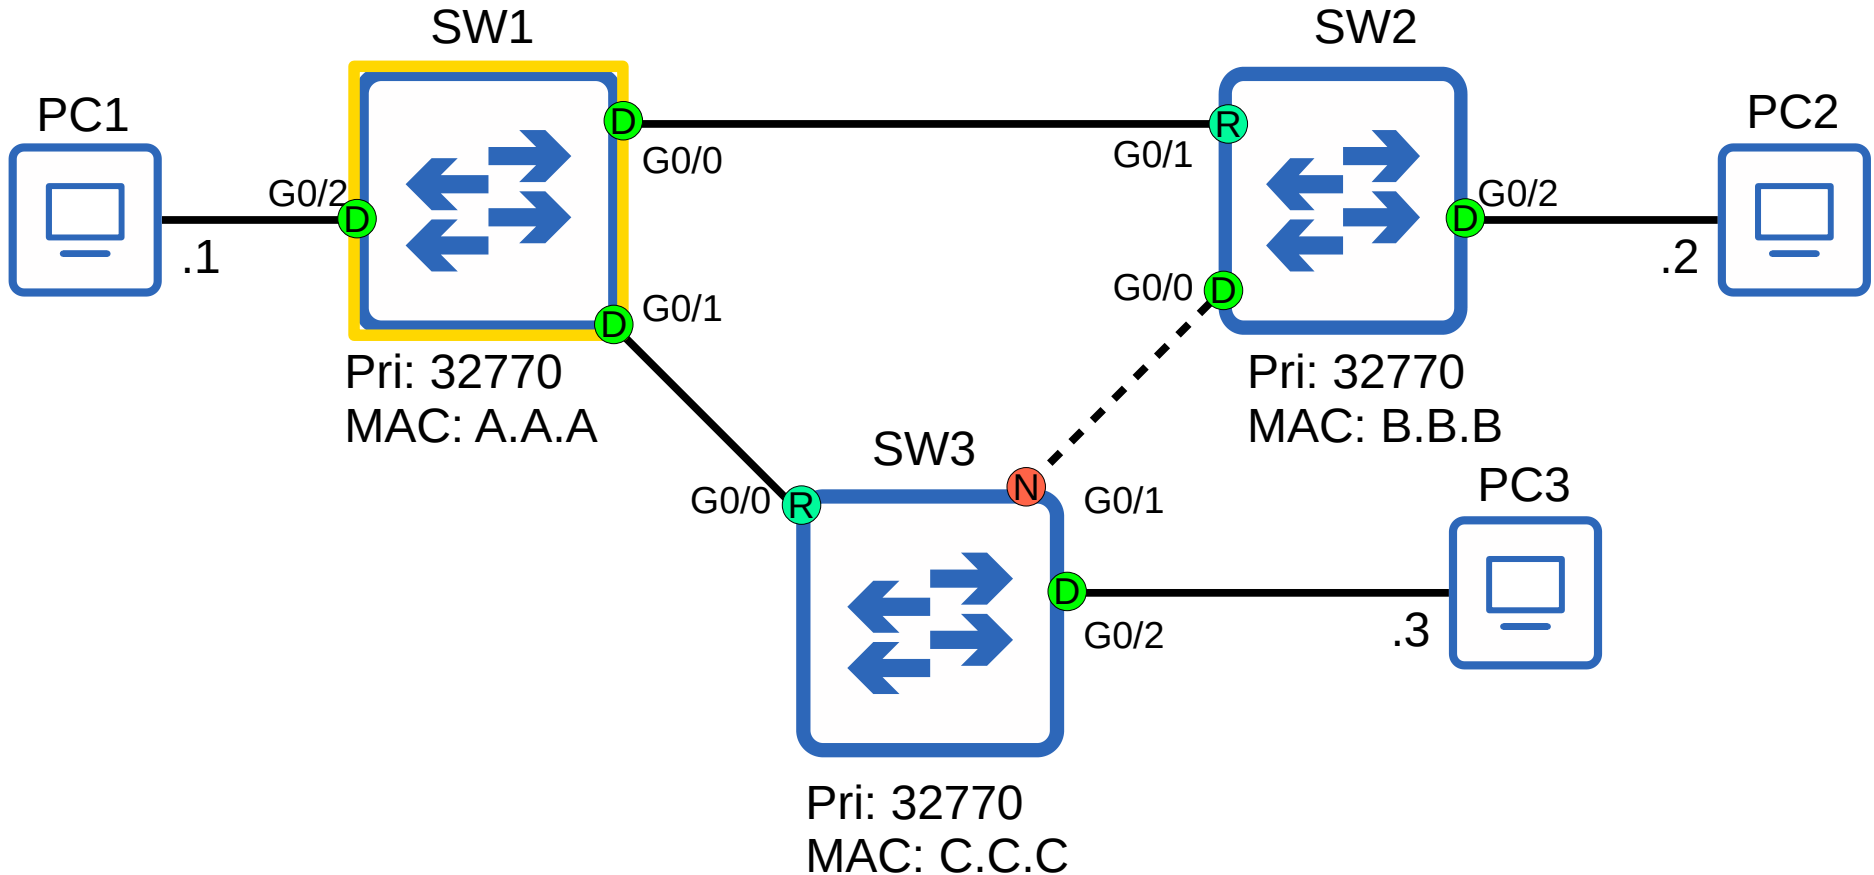 SW1
SW2
PC1
PC2
D
R
G0/0
G0/1
G0/2
D
D
G0/2
.1
.2
G0/0
D
G0/1
D
Pri: 32770
MAC: A.A.A
Pri: 32770
MAC: B.B.B
SW3
PC3
G0/0
R
N
G0/1
D
G0/2
.3
Pri: 32770
MAC: C.C.C